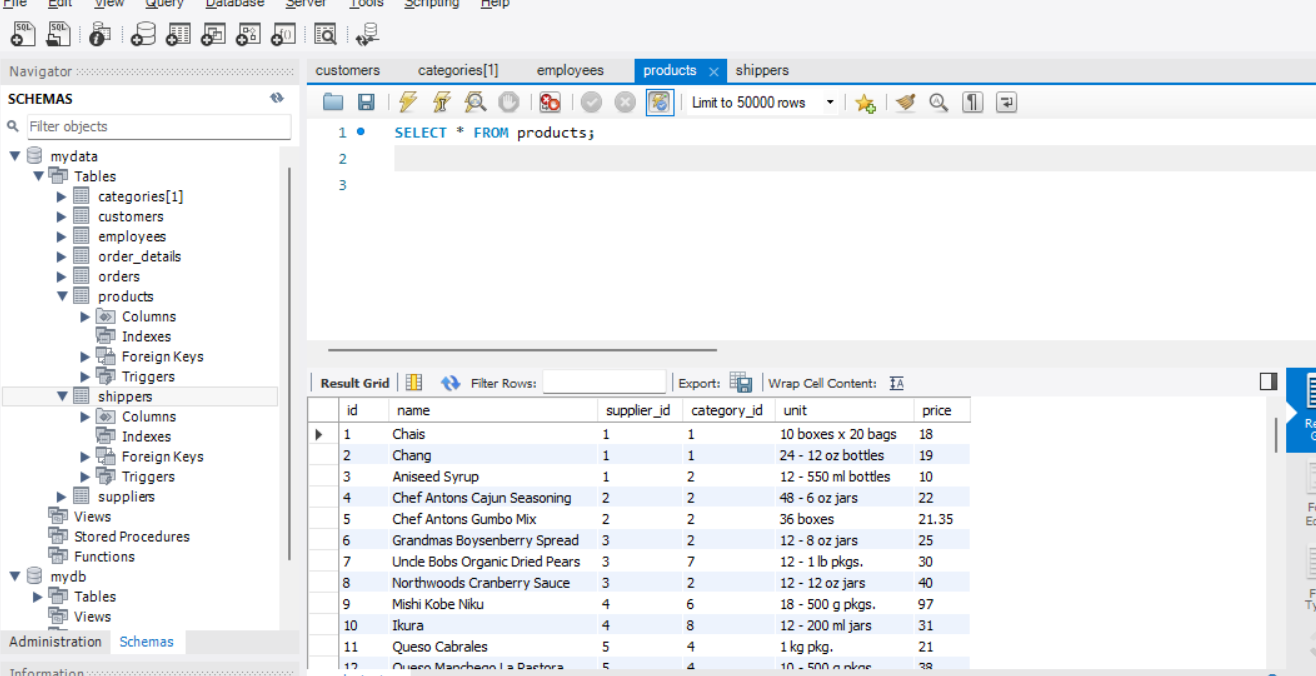 File Edit View Query Database Server Tools Scripting Help
Navigator
SCHEMAS
Filter objects
mydata
Tables
categories[1]
customers
employees
order_details
orders
products
Columns
Indexes
Foreign Keys
Triggers
shippers
Columns
Indexes
Foreign Keys
Triggers
suppliers
Views
Stored Procedures
Functions
mydb
Tables
Views
Administration Schemas
Information
customers categories[1] employees products shippers
Limit to 50000 rows
1 SELECT * FROM products;
2
3
Result Grid Filter Rows: Export: Wrap Cell Content:
id name supplier_id category_id unit price
1 Chais 1 1 10 boxes x 20 bags 18
2 Chang 1 1 24 - 12 oz bottles 19
3 Aniseed Syrup 1 2 12 - 550 ml bottles 10
4 Chef Antons Cajun Seasoning 2 2 48 - 6 oz jars 22
5 Chef Antons Gumbo Mix 2 2 36 boxes 21.35
6 Grandmas Boysenberry Spread 3 2 12 - 8 oz jars 25
7 Uncle Bobs Organic Dried Pears 3 7 12 - 1 lb pkgs. 30
8 Northwoods Cranberry Sauce 3 2 12 - 12 oz jars 40
9 Mishi Kobe Niku 4 6 18 - 500 g pkgs. 97
10 Ikura 4 8 12 - 200 ml jars 31
11 Queso Cabrales 5 4 1 kg pkg. 21
12 Queso Manchego La Pastora 5 4 10 - 500 g pkgs. 38